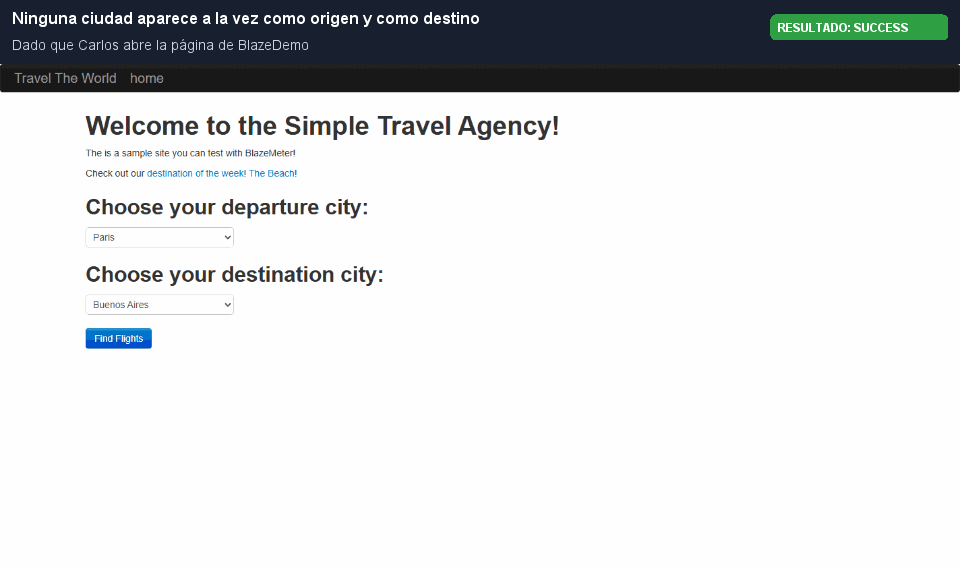 Ninguna ciudad aparece a la vez como origen y como destino
RESULTADO: SUCCESS
Dado que Carlos abre la página de BlazeDemo
Travel The World home
Welcome to the Simple Travel Agency!
The is a sample site you can test with BlazeMeter!
Check out our destination of the week! The Beach!
Choose your departure city:
Paris
Choose your destination city:
Buenos Aires
Find Flights